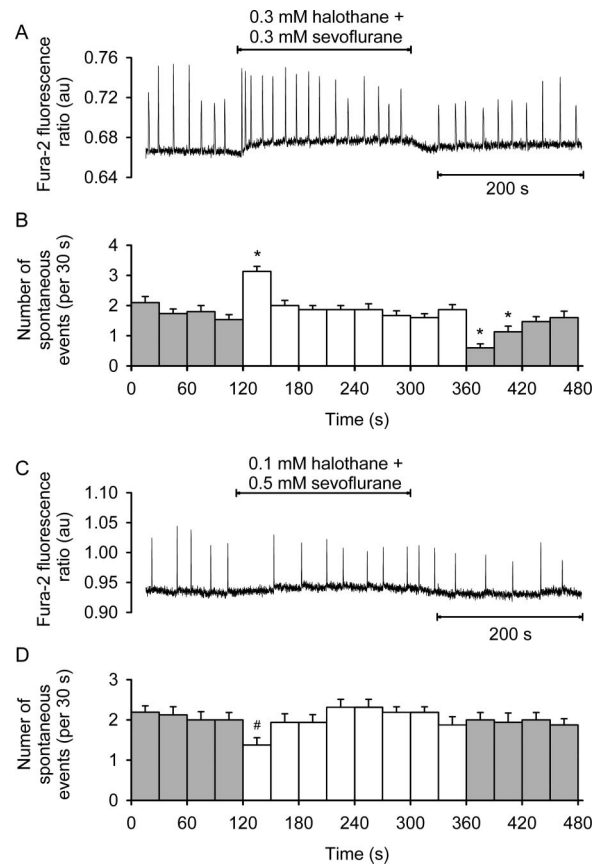 A
0.3 mM halothane +
0.3 mM sevoflurane
Fura-2 fluorescence
ratio (au)
0.76
0.72
0.68
0.64
200 s
B
Number of
spontaneous
events (per 30 s)
4
3
2
1
0
*
*
*
0 60 120 180 240 300 360 420 480
Time (s)
C
0.1 mM halothane +
0.5 mM sevoflurane
Fura-2 fluorescence
ratio (au)
1.10
1.05
1.00
0.95
0.90
200 s
D
Numer of
spontaneous
events (per 30 s)
3
2
1
0
#
0 60 120 180 240 300 360 420 480
Time (s)